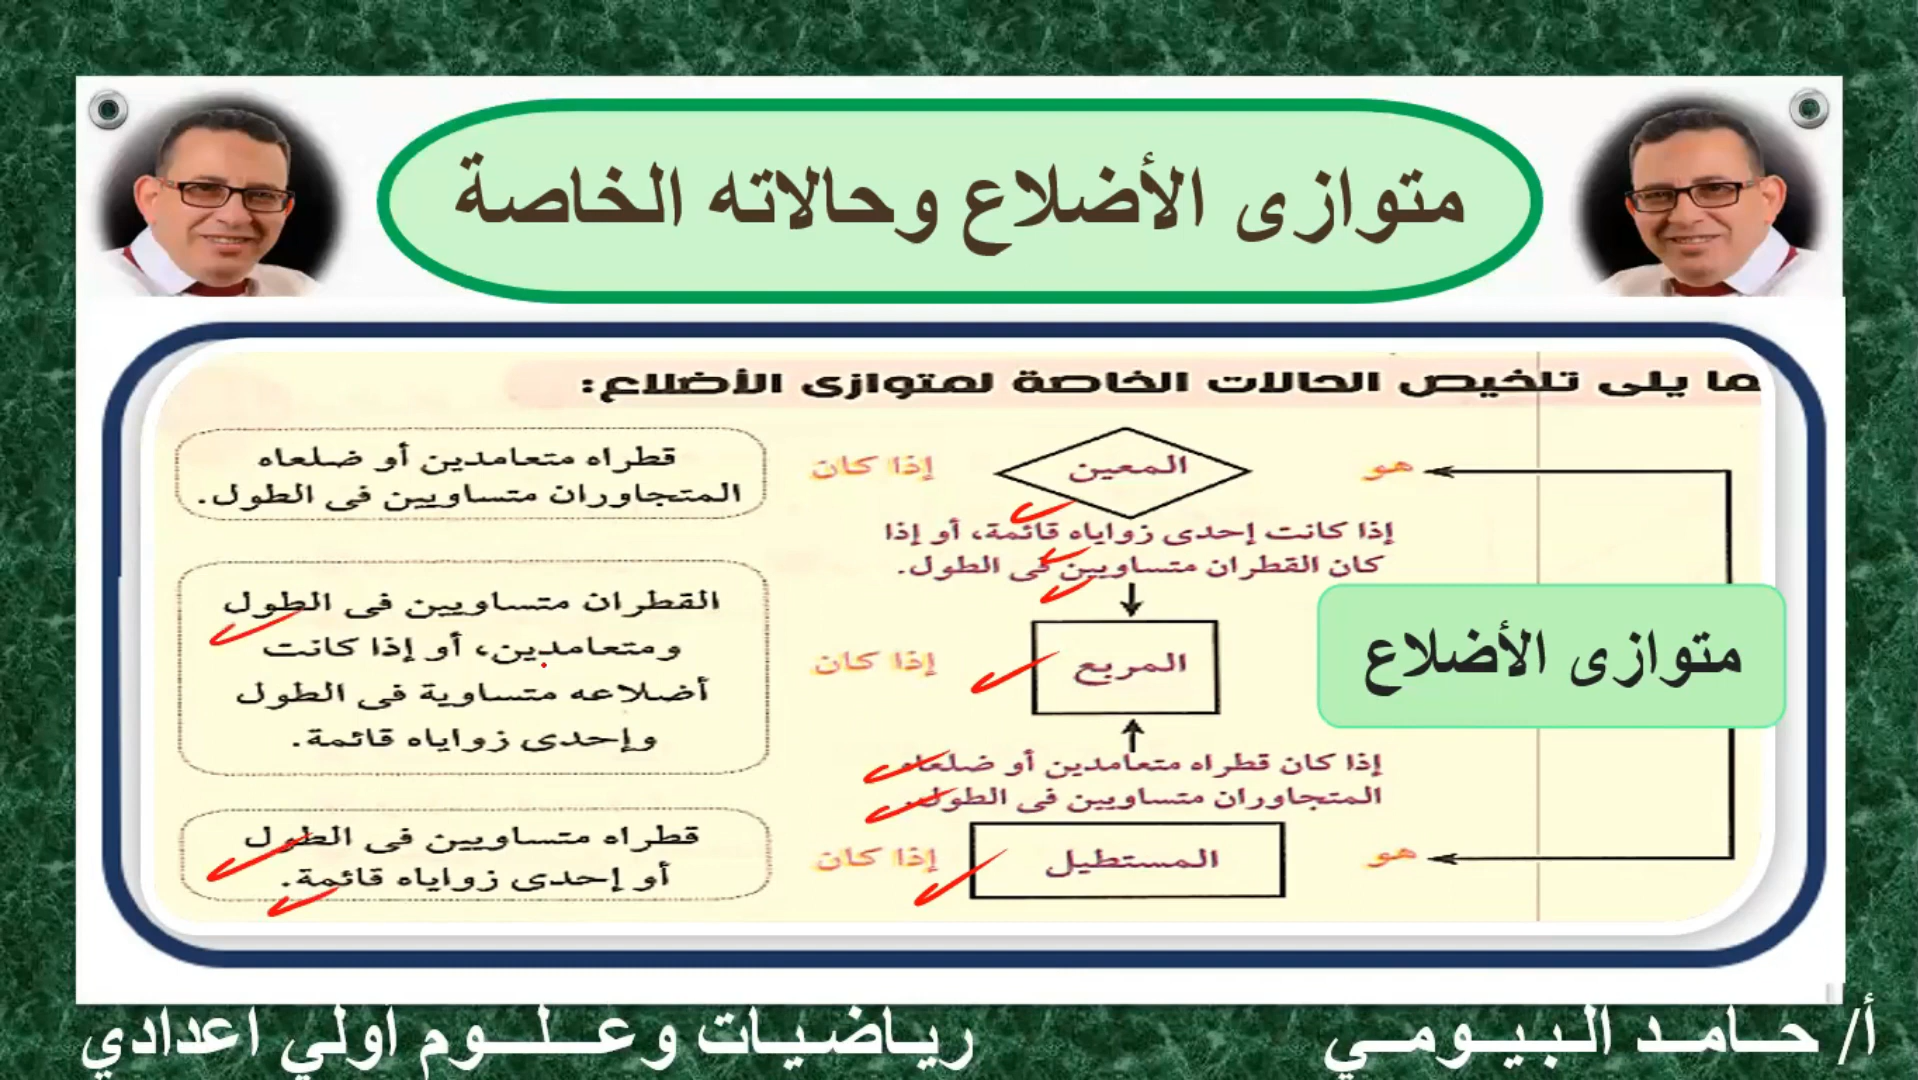 متوازى الأضلاع وحالاته الخاصة
ما يلى تلخيص الحالات الخاصة لمتوازى الأضلاع:
هو
المعين
إذا كان
قطراه متعامدين أو ضلعاه
المتجاوران متساويين فى الطول.
إذا كانت إحدى زواياه قائمة، أو إذا
كان القطران متساويين فى الطول.
متوازى الأضلاع
المربع
إذا كان
القطران متساويين فى الطول
ومتعامدين، أو إذا كانت
أضلاعه متساوية فى الطول
وإحدى زواياه قائمة.
إذا كان قطراه متعامدين أو ضلعاه
المتجاوران متساويين فى الطول.
هو
المستطيل
إذا كان
قطراه متساويين فى الطول
أو إحدى زواياه قائمة.
أ/ حـامـد الـبـيـومـي
ريـاضـيـات وعـلـوم اولي اعدادي